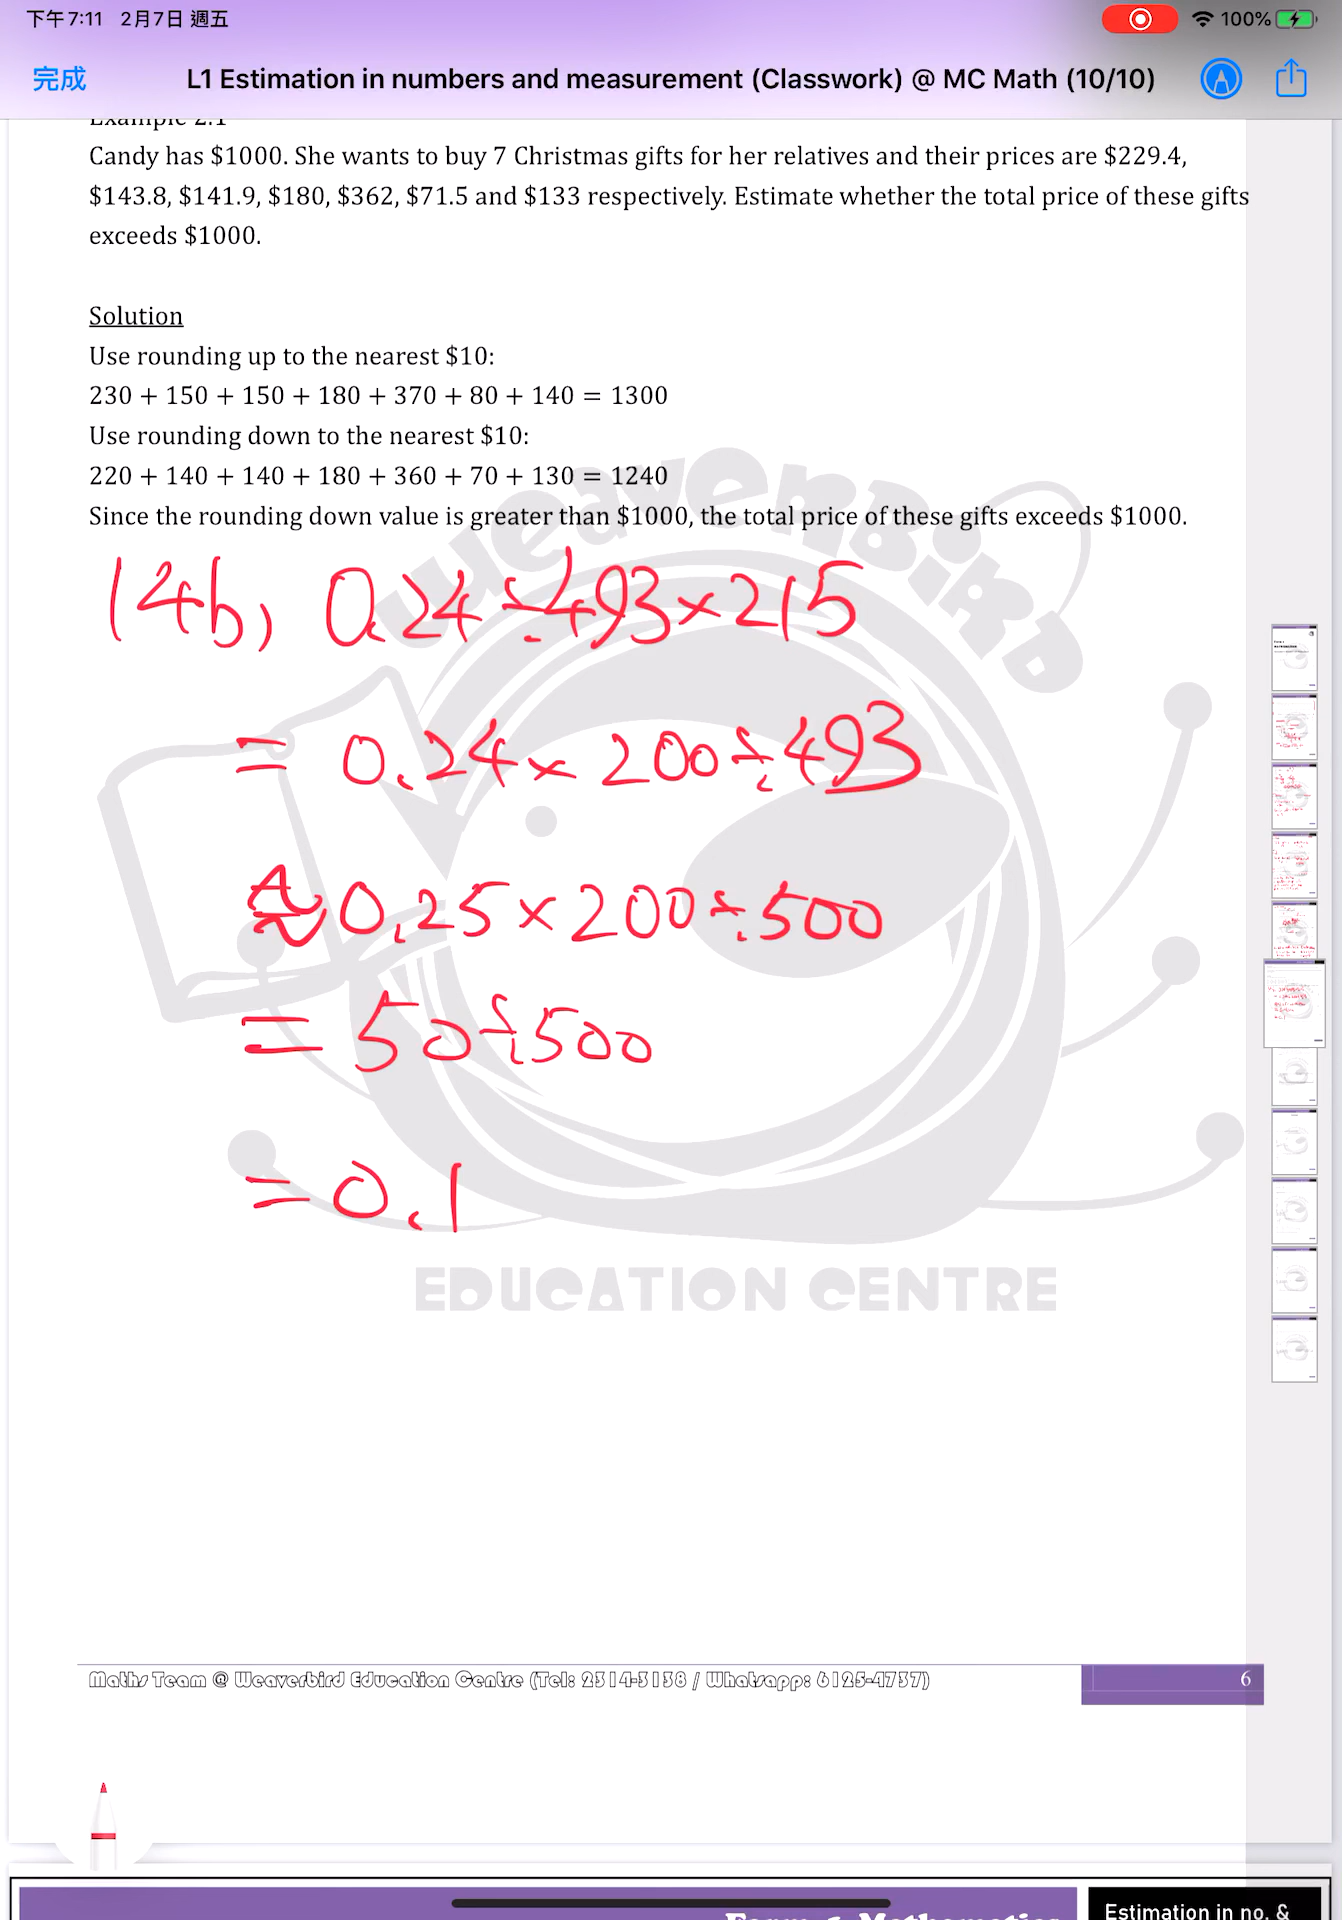 下午7:11 2月7日 週五
100%
完成
L1 Estimation in numbers and measurement (Classwork) @ MC Math (10/10)
Example 2.1
Candy has $1000. She wants to buy 7 Christmas gifts for her relatives and their prices are $229.4,
$143.8, $141.9, $180, $362, $71.5 and $133 respectively. Estimate whether the total price of these gifts
exceeds $1000.
Solution
Use rounding up to the nearest $10:
230 + 150 + 150 + 180 + 370 + 80 + 140 = 1300
Use rounding down to the nearest $10:
220 + 140 + 140 + 180 + 360 + 70 + 130 = 1240
Since the rounding down value is greater than $1000, the total price of these gifts exceeds $1000.
WEAVERBIRD
14b) 0.24 ÷ 493 × 215
= 0.24 × 200 ÷ 493
≈ 0.25 × 200 ÷ 500
= 50 ÷ 500
= 0.1
EDUCATION CENTRE
Maths Team @ Weaverbird Education Centre (Tel: 2314-3138 / Whatsapp: 6125-4737)
6
Form 1 Mathematics
Estimation in no. &